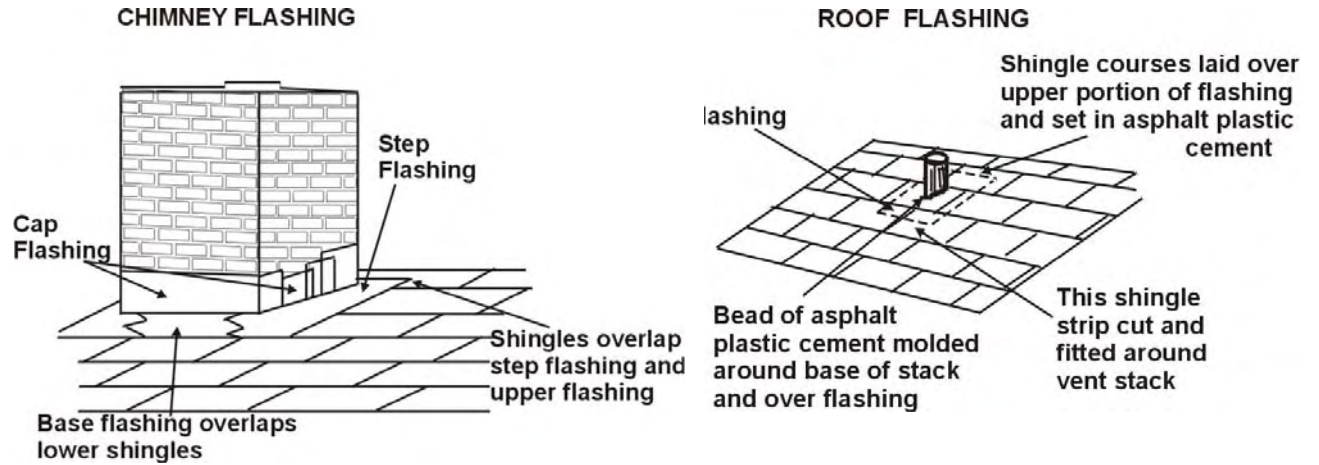 CHIMNEY FLASHING
Step
Flashing
Cap
Flashing
Shingles overlap
step flashing and
upper flashing
Base flashing overlaps
lower shingles
ROOF FLASHING
Shingle courses laid over
upper portion of flashing
and set in asphalt plastic
cement
lashing
Bead of asphalt
plastic cement molded
around base of stack
and over flashing
This shingle
strip cut and
fitted around
vent stack